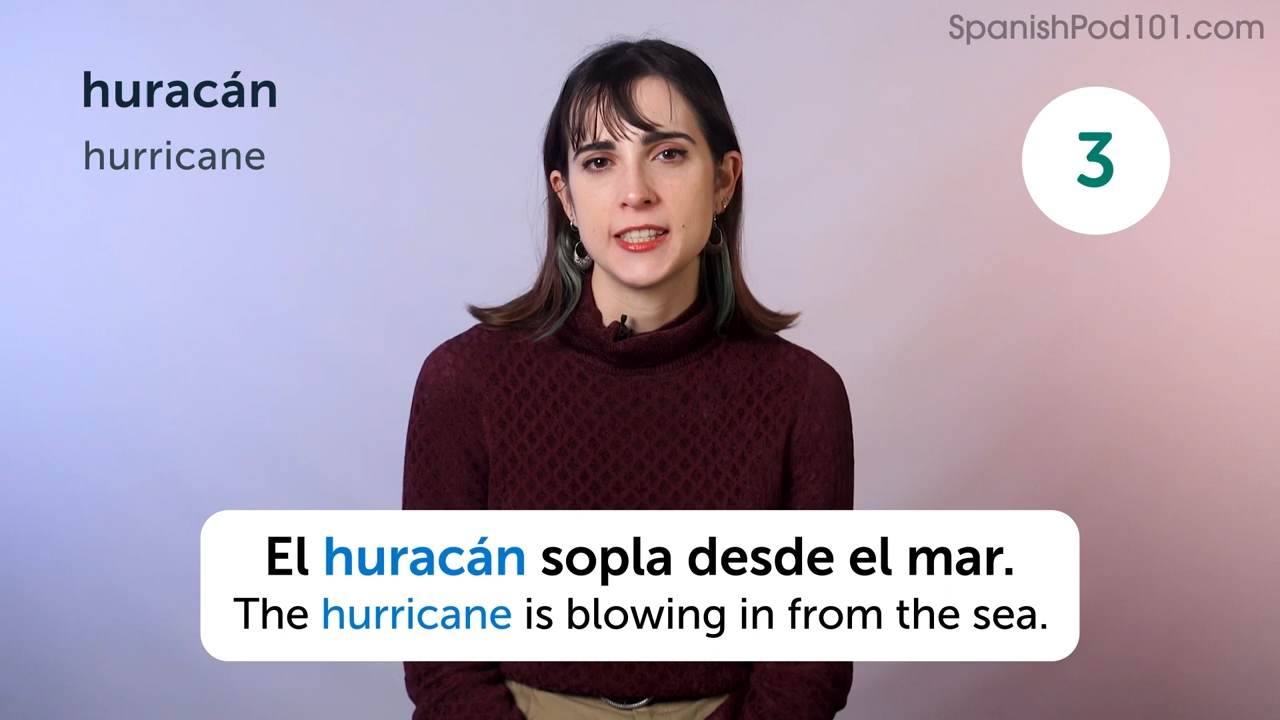 SpanishPod101.com
huracán
hurricane
3
El huracán sopla desde el mar.
The hurricane is blowing in from the sea.